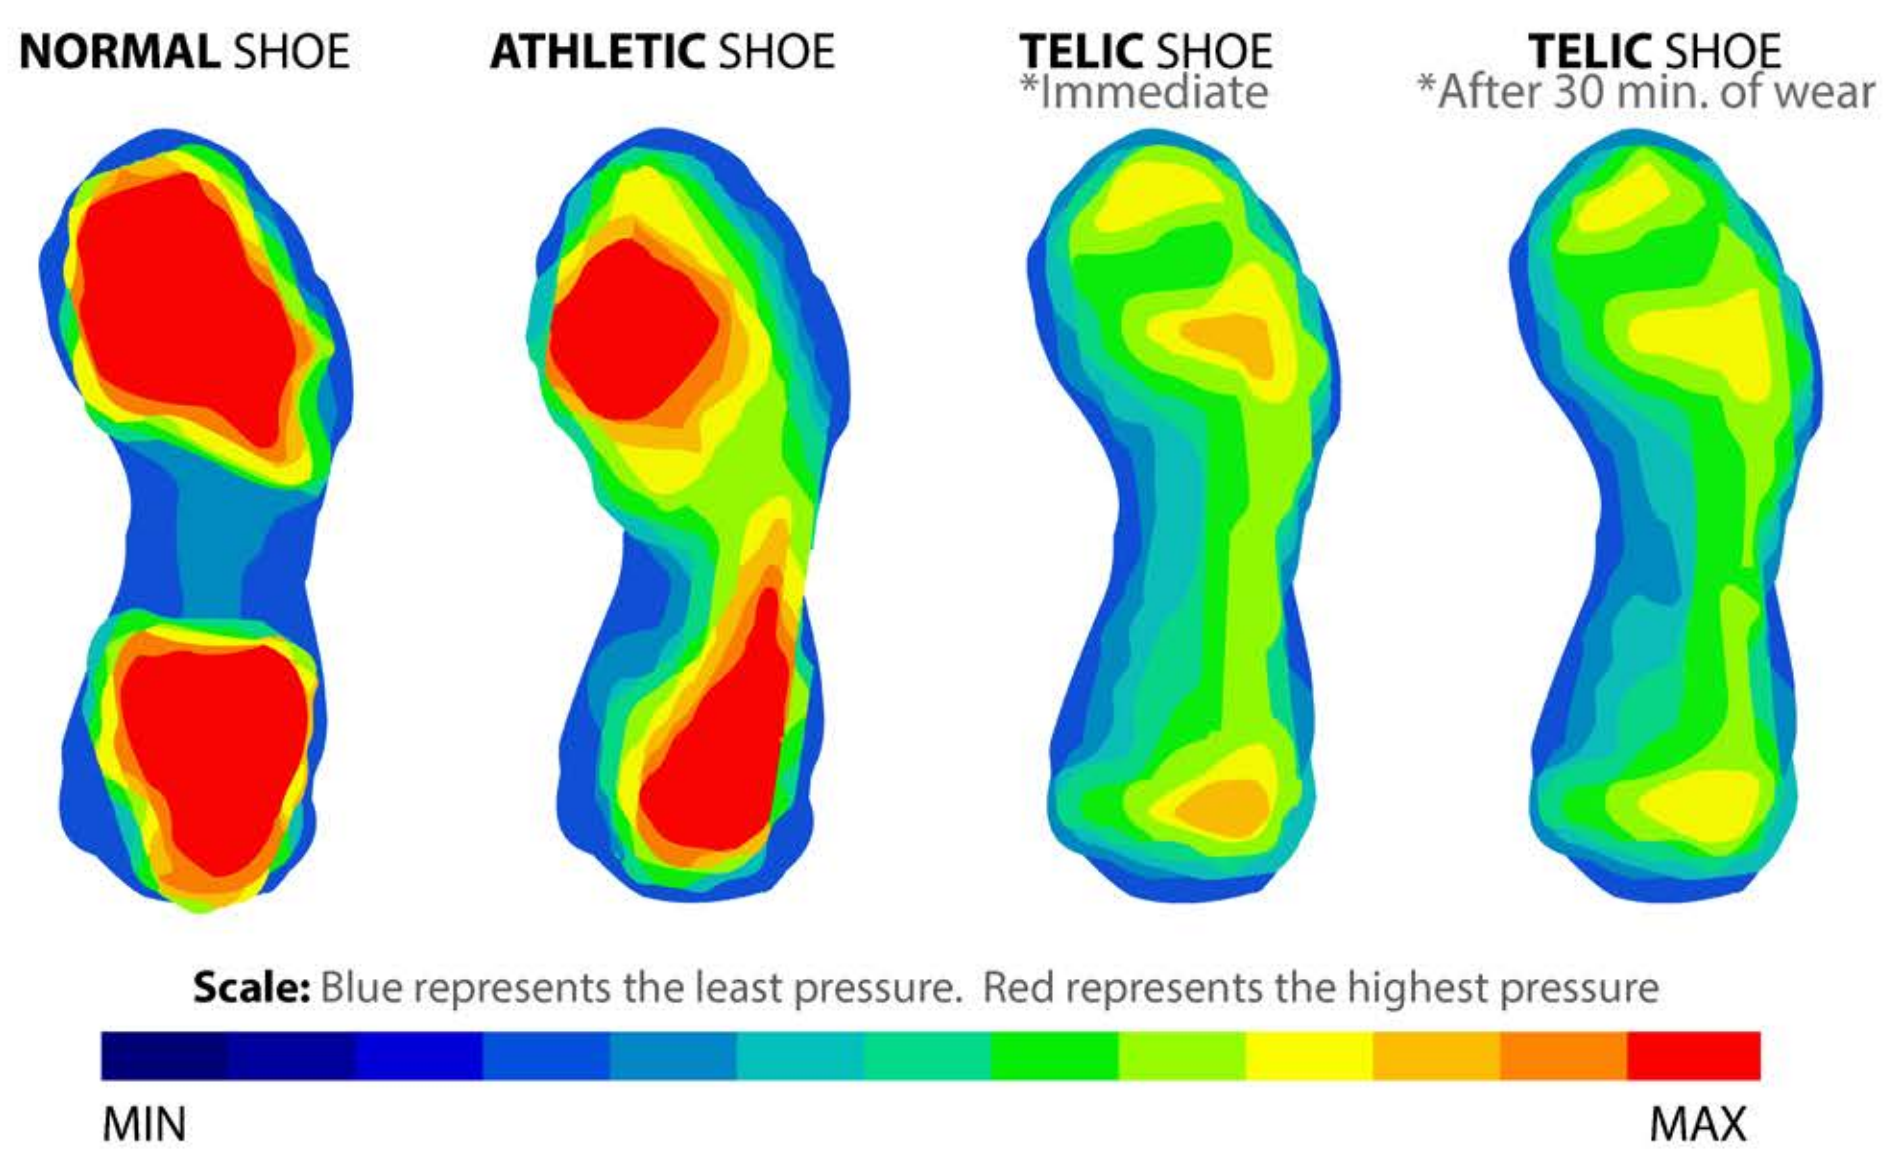 NORMAL SHOE
ATHLETIC SHOE
TELIC SHOE
*Immediate
TELIC SHOE
*After 30 min. of wear
Scale: Blue represents the least pressure. Red represents the highest pressure
MIN
MAX